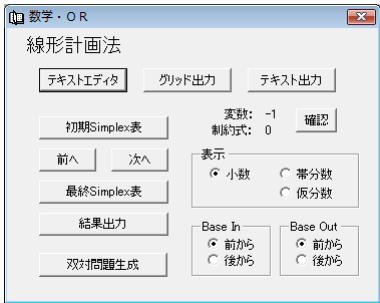 数学・OR
線形計画法
テキストエディタ グリッド出力 テキスト出力
変数: -1
制約式: 0
確認
初期Simplex表
前へ 次へ
最終Simplex表
結果出力
双対問題生成
表示
小数 帯分数
仮分数
Base In
前から
後から
Base Out
前から
後から